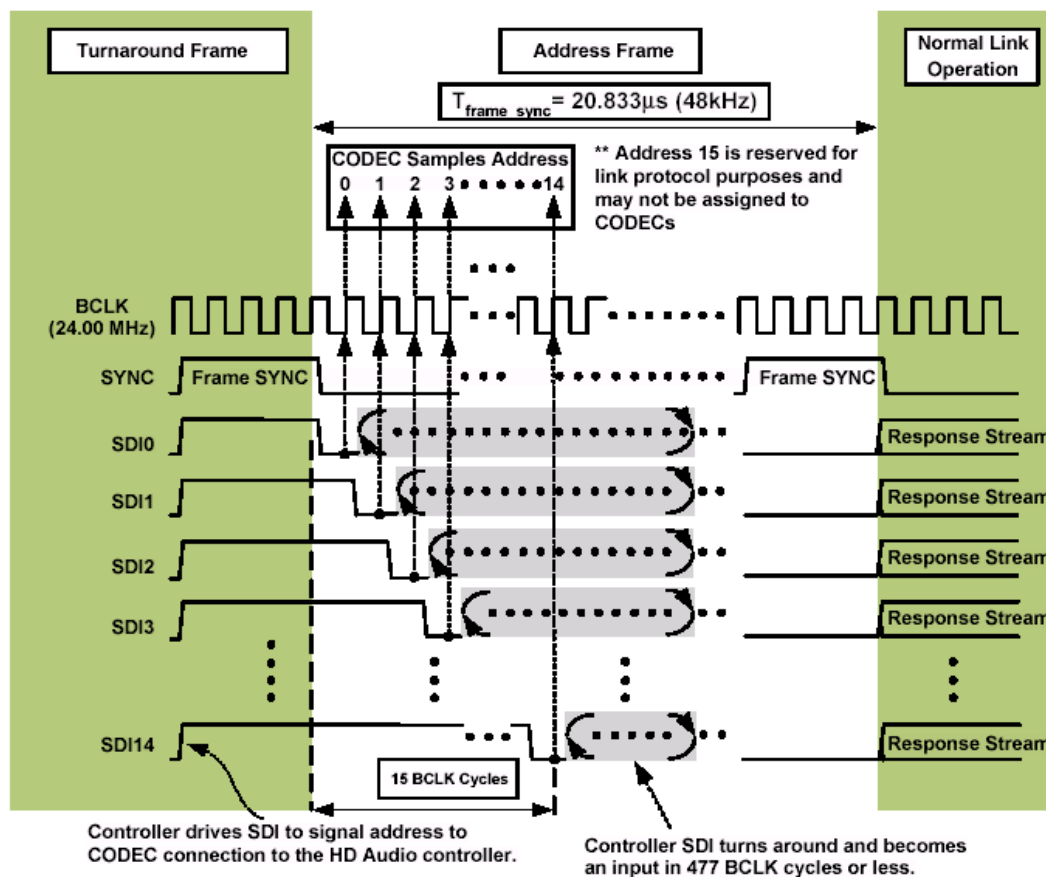 Turnaround Frame
Address Frame
Normal Link
Operation
Tframe sync= 20.833µs (48kHz)
CODEC Samples Address
0 1 2 3 14
** Address 15 is reserved for
link protocol purposes and
may not be assigned to
CODECs
BCLK
(24.00 MHz)
SYNC
Frame SYNC
Frame SYNC
SDI0
Response Stream
SDI1
Response Stream
SDI2
Response Stream
SDI3
Response Stream
SDI14
Response Stream
15 BCLK Cycles
Controller drives SDI to signal address to
CODEC connection to the HD Audio controller.
Controller SDI turns around and becomes
an input in 477 BCLK cycles or less.